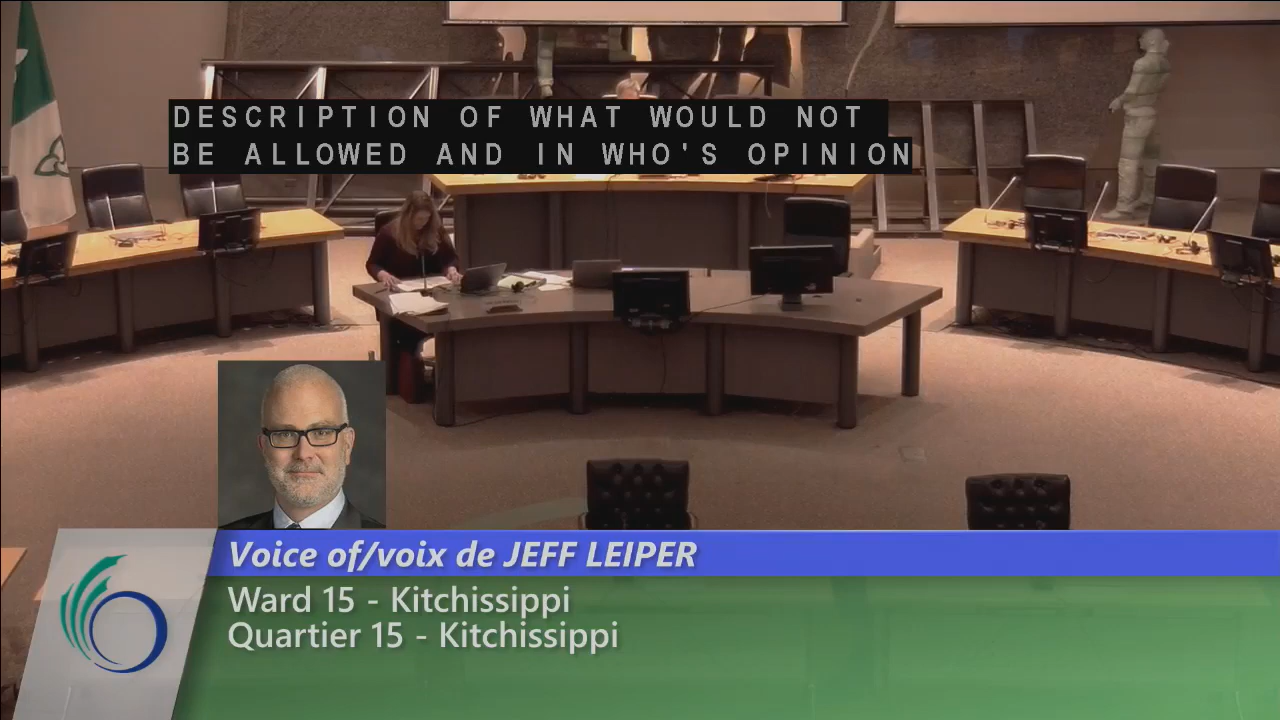 DESCRIPTION OF WHAT WOULD NOT
BE ALLOWED AND IN WHO'S OPINION
Voice of/voix de JEFF LEIPER
Ward 15 - Kitchissippi
Quartier 15 - Kitchissippi